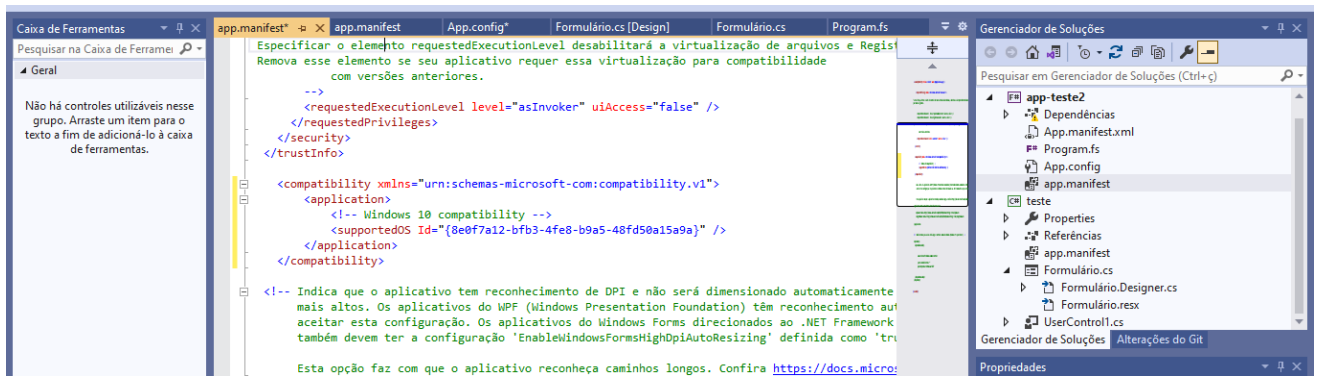 Caixa de Ferramentas
Pesquisar na Caixa de Ferramen
Geral
Não há controles utilizáveis nesse
grupo. Arraste um item para o
texto a fim de adicioná-lo à caixa
de ferramentas.
app.manifest* app.manifest App.config* Formulário.cs [Design] Formulário.cs Program.fs
Especificar o elemento requestedExecutionLevel desabilitará a virtualização de arquivos e Regist
Remova esse elemento se seu aplicativo requer essa virtualização para compatibilidade
com versões anteriores.
-->
<requestedExecutionLevel level="asInvoker" uiAccess="false" />
</requestedPrivileges>
</security>
</trustInfo>
<compatibility xmlns="urn:schemas-microsoft-com:compatibility.v1">
<application>
<!-- Windows 10 compatibility -->
<supportedOS Id="{8e0f7a12-bfb3-4fe8-b9a5-48fd50a15a9a}" />
</application>
</compatibility>
<!-- Indica que o aplicativo tem reconhecimento de DPI e não será dimensionado automaticamente
mais altos. Os aplicativos do WPF (Windows Presentation Foundation) têm reconhecimento aut
aceitar esta configuração. Os aplicativos do Windows Forms direcionados ao .NET Framework
também devem ter a configuração 'EnableWindowsFormsHighDpiAutoResizing' definida como 'tru
Esta opção faz com que o aplicativo reconheça caminhos longos. Confira https://docs.micros
Gerenciador de Soluções
Pesquisar em Gerenciador de Soluções (Ctrl+ç)
F# app-teste2
Dependências
App.manifest.xml
F# Program.fs
App.config
app.manifest
C# teste
Properties
Referências
app.manifest
Formulário.cs
Formulário.Designer.cs
Formulário.resx
UserControl1.cs
Gerenciador de Soluções Alterações do Git
Propriedades